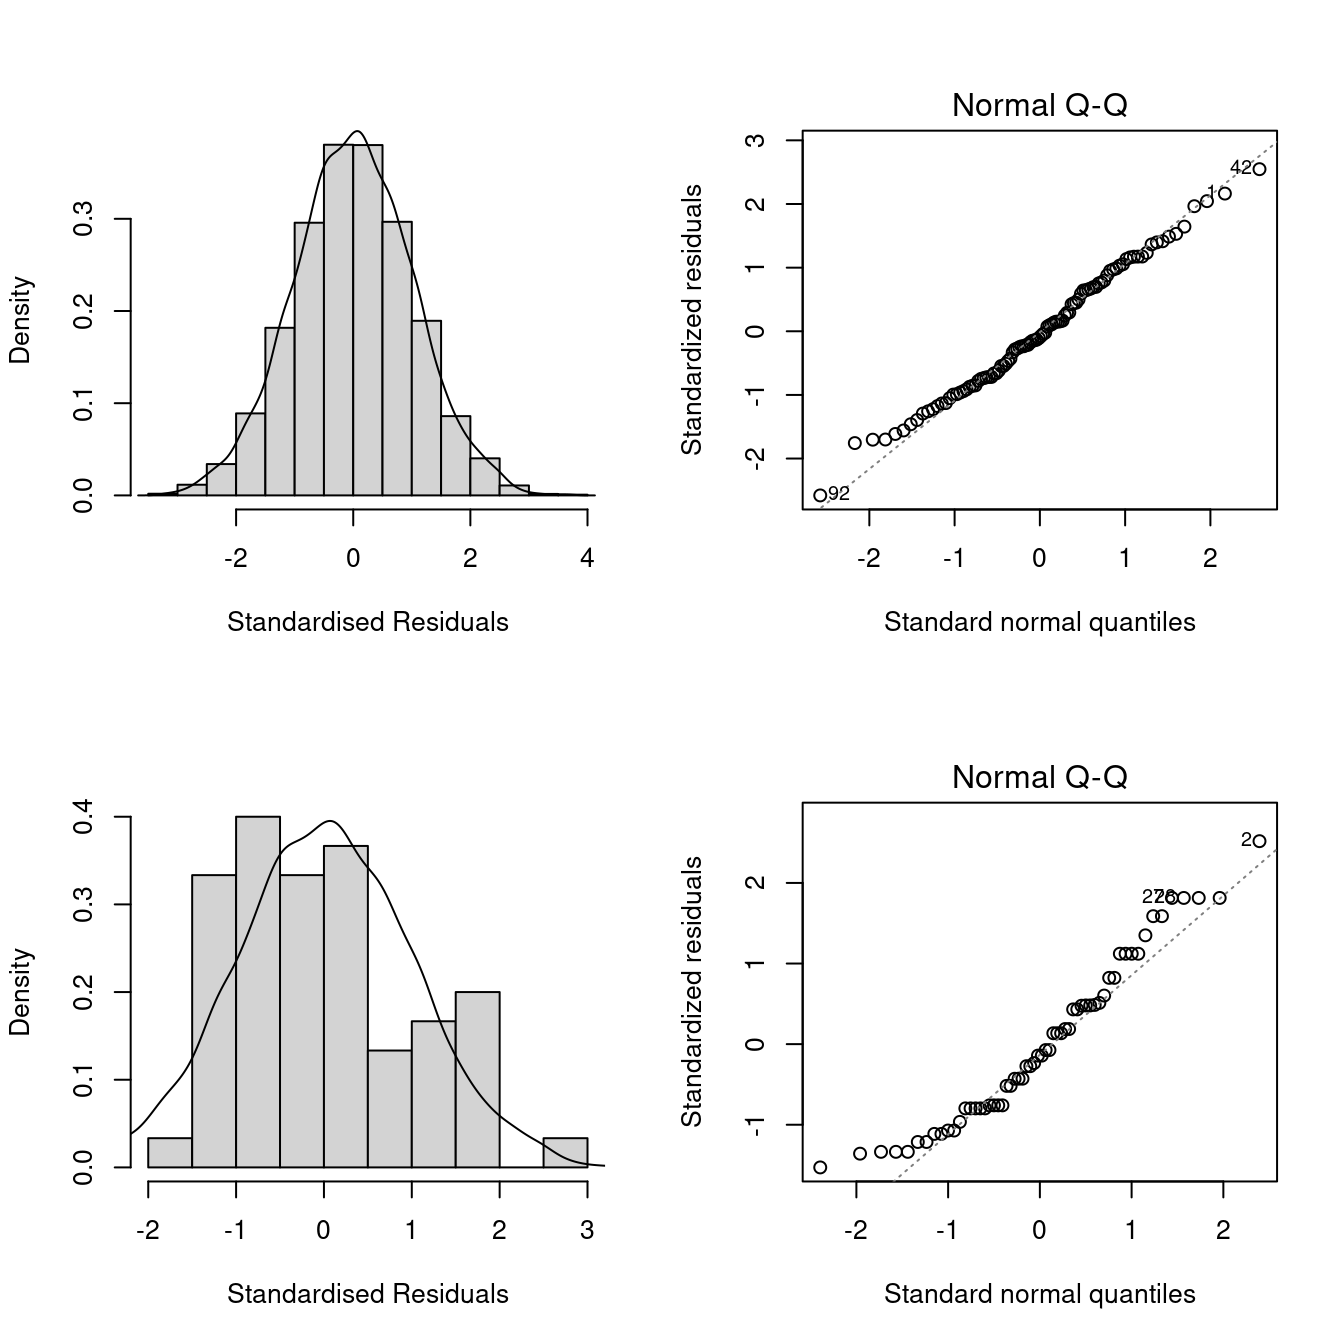 Density
0.0 0.1 0.2 0.3
-2 0 2 4
Standardised Residuals
Normal Q-Q
Standardized residuals
-2 -1 0 1 2 3
42
1
92
-2 -1 0 1 2
Standard normal quantiles
Density
0.0 0.1 0.2 0.3 0.4
-2 -1 0 1 2 3
Standardised Residuals
Normal Q-Q
Standardized residuals
-1 0 1 2
2
-2 -1 0 1 2
Standard normal quantiles